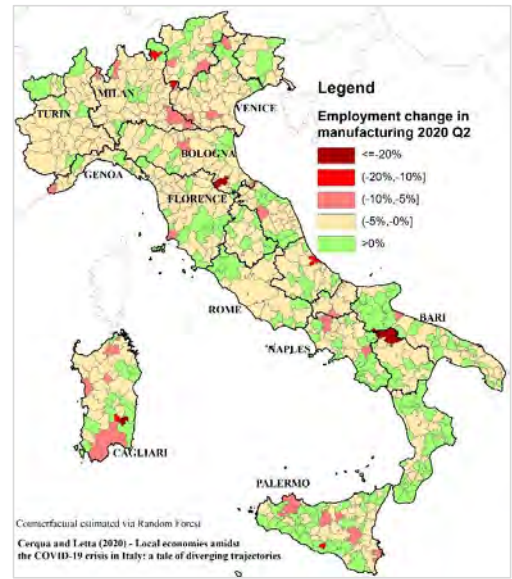 Legend
Employment change in
manufacturing 2020 Q2
<=-20%
(-20%,-10%]
(-10%,-5%]
(-5%,-0%]
>0%
MILAN
TURIN
VENICE
BOLOGNA
GENOA
FLORENCE
ROME
BARI
NAPLES
CAGLIARI
PALERMO
Counterfactual estimated via Random Forest
Cerqua and Letta (2020) - Local economies amidst
the COVID-19 crisis in Italy: a tale of diverging trajectories